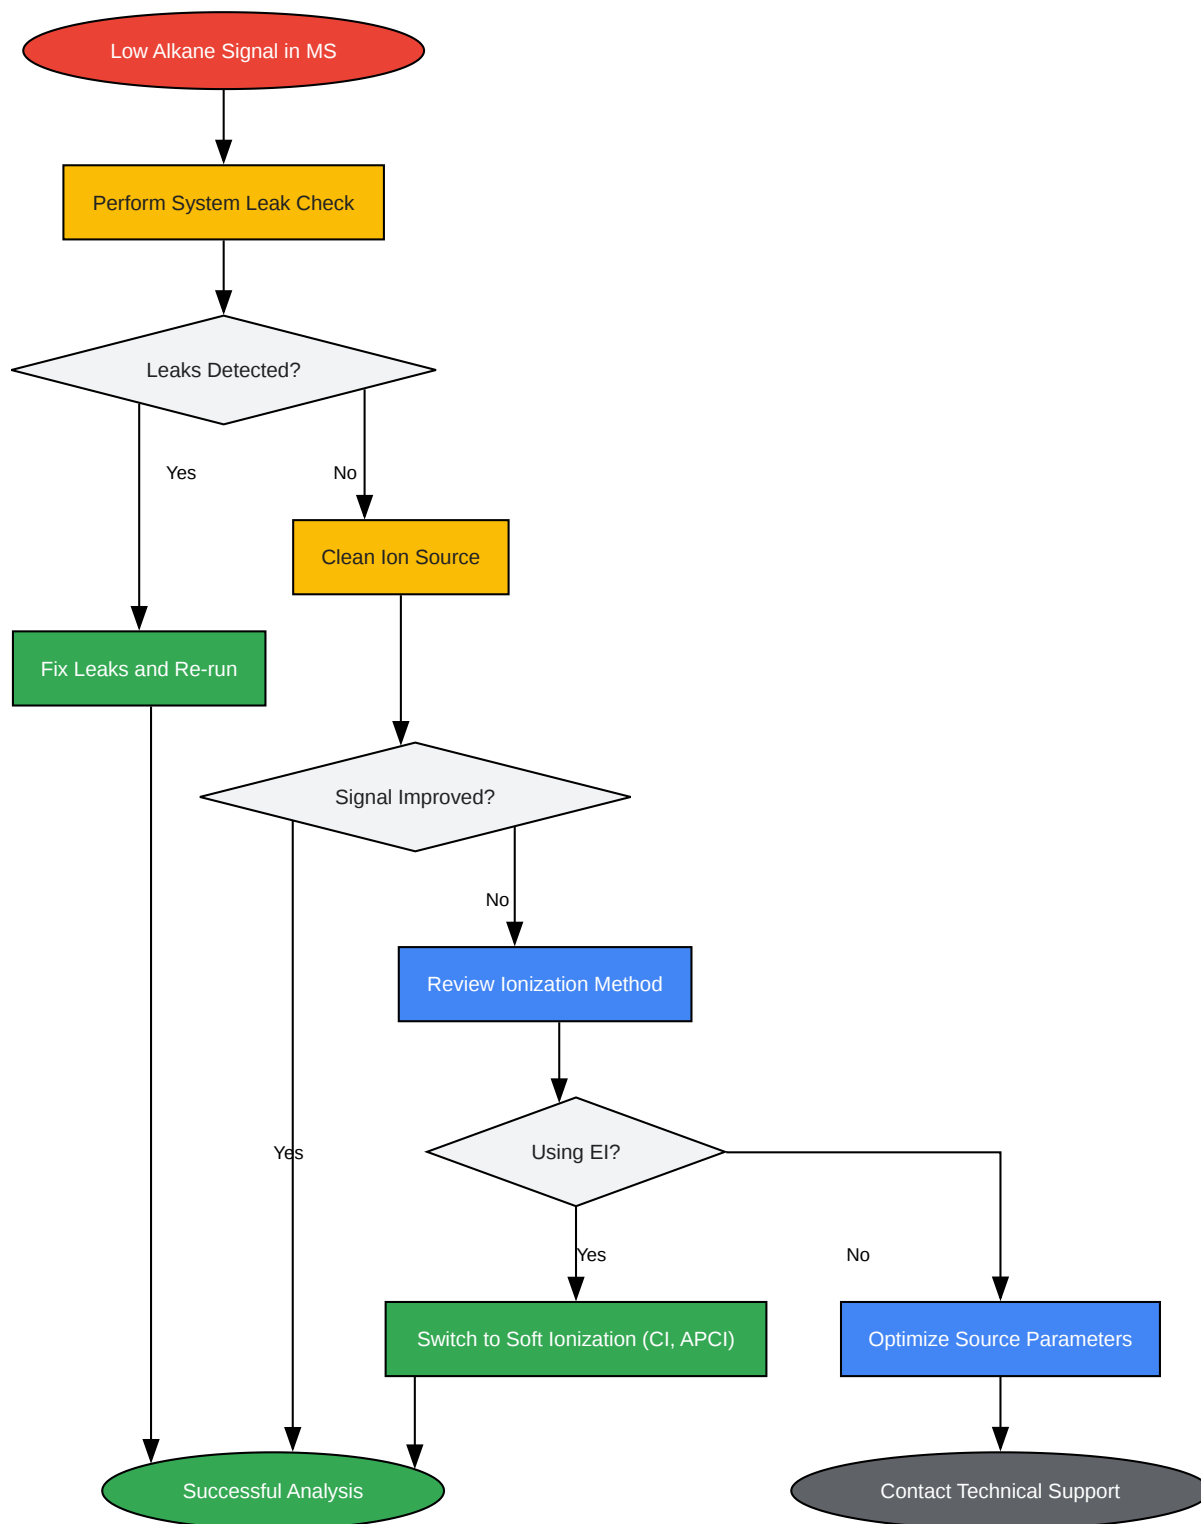 Low Alkane Signal in MS
Perform System Leak Check
Leaks Detected?
Yes
No
Clean Ion Source
Fix Leaks and Re-run
Signal Improved?
No
Review Ionization Method
Yes
Using EI?
Yes
No
Switch to Soft Ionization (CI, APCI)
Optimize Source Parameters
Successful Analysis
Contact Technical Support